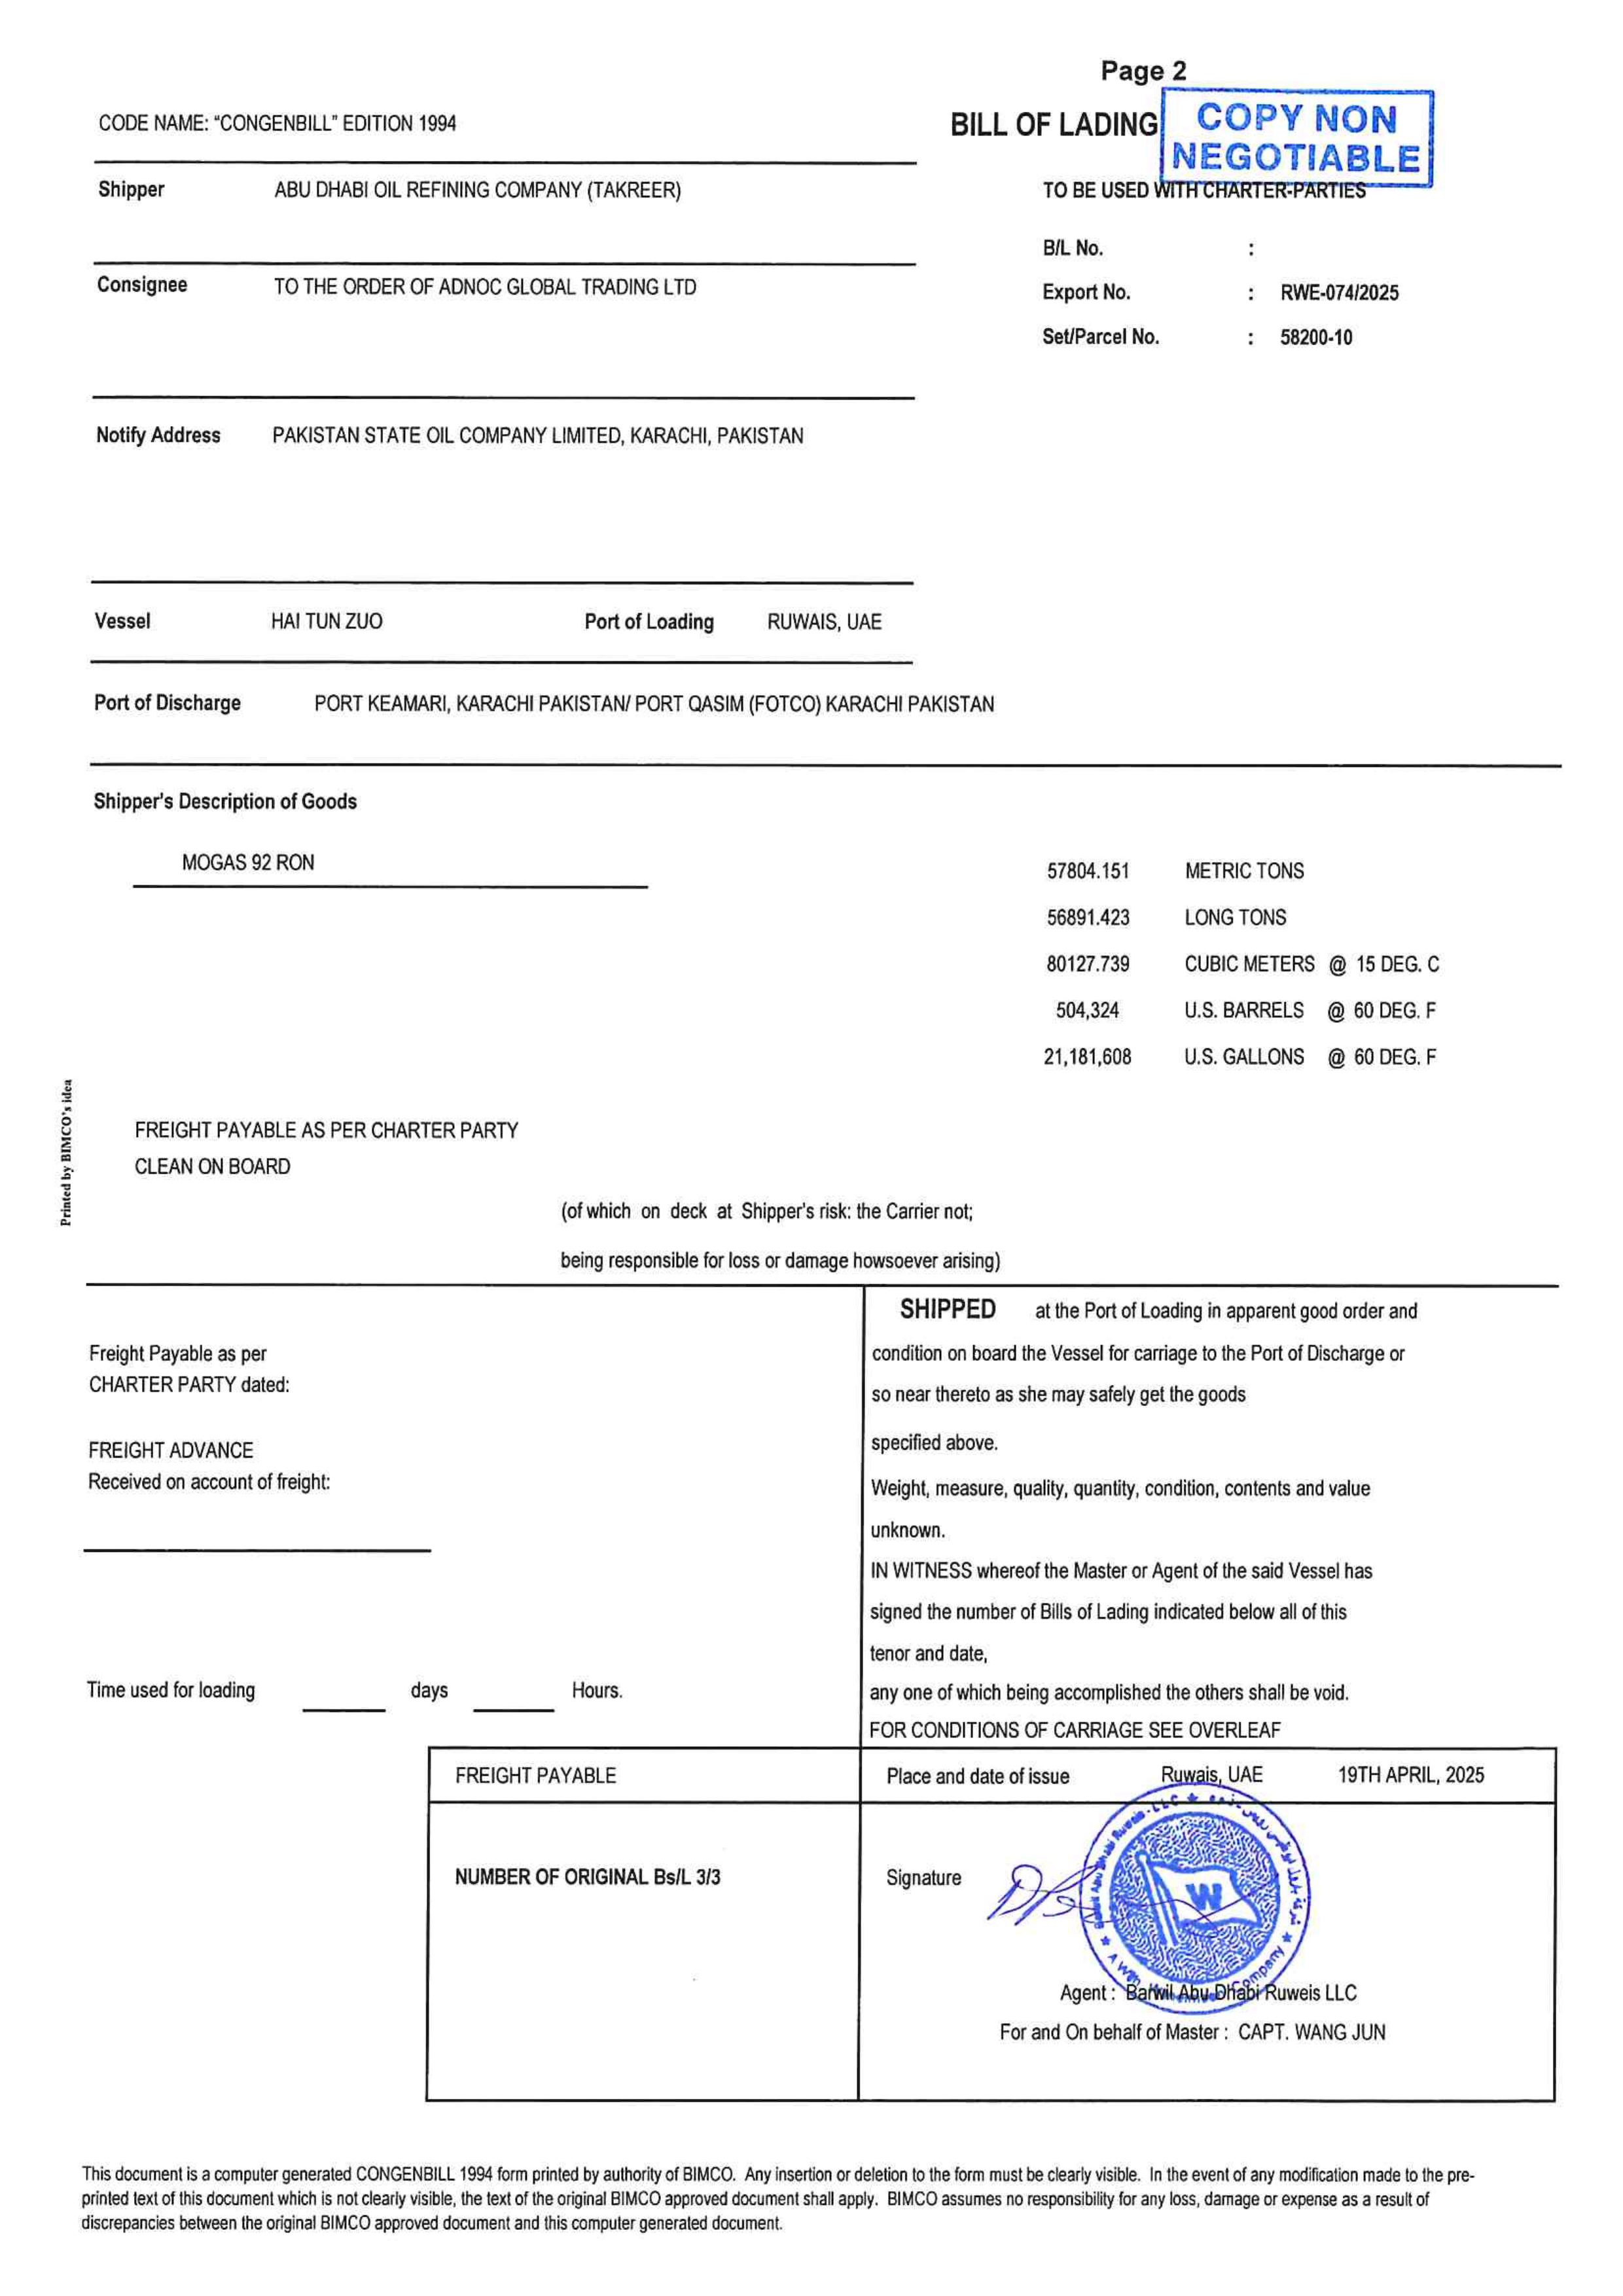 Page 2
CODE NAME: “CONGENBILL” EDITION 1994
BILL OF LADING
COPY NON
NEGOTIABLE
TO BE USED WITH CHARTER-PARTIES
Shipper ABU DHABI OIL REFINING COMPANY (TAKREER)
B/L No. :
Consignee TO THE ORDER OF ADNOC GLOBAL TRADING LTD
Export No. : RWE-074/2025
Set/Parcel No. : 58200-10
Notify Address PAKISTAN STATE OIL COMPANY LIMITED, KARACHI, PAKISTAN
Vessel HAI TUN ZUO Port of Loading RUWAIS, UAE
Port of Discharge PORT KEAMARI, KARACHI PAKISTAN/ PORT QASIM (FOTCO) KARACHI PAKISTAN
Shipper's Description of Goods
MOGAS 92 RON
57804.151 METRIC TONS
56891.423 LONG TONS
80127.739 CUBIC METERS @ 15 DEG. C
504,324 U.S. BARRELS @ 60 DEG. F
21,181,608 U.S. GALLONS @ 60 DEG. F
Printed by BIMCO's idea
FREIGHT PAYABLE AS PER CHARTER PARTY
CLEAN ON BOARD
(of which on deck at Shipper's risk: the Carrier not;
being responsible for loss or damage howsoever arising)
Freight Payable as per
CHARTER PARTY dated:
FREIGHT ADVANCE
Received on account of freight:
Time used for loading days Hours.
SHIPPED at the Port of Loading in apparent good order and
condition on board the Vessel for carriage to the Port of Discharge or
so near thereto as she may safely get the goods
specified above.
Weight, measure, quality, quantity, condition, contents and value
unknown.
IN WITNESS whereof the Master or Agent of the said Vessel has
signed the number of Bills of Lading indicated below all of this
tenor and date,
any one of which being accomplished the others shall be void.
FOR CONDITIONS OF CARRIAGE SEE OVERLEAF
FREIGHT PAYABLE
Place and date of issue Ruwais, UAE 19TH APRIL, 2025
NUMBER OF ORIGINAL Bs/L 3/3
Signature
W
Abu Dhabi Ruweis - LLC
Company
Agent : Barwil Abu Dhabi Ruweis LLC
For and On behalf of Master : CAPT. WANG JUN
This document is a computer generated CONGENBILL 1994 form printed by authority of BIMCO. Any insertion or deletion to the form must be clearly visible. In the event of any modification made to the pre-
printed text of this document which is not clearly visible, the text of the original BIMCO approved document shall apply. BIMCO assumes no responsibility for any loss, damage or expense as a result of
discrepancies between the original BIMCO approved document and this computer generated document.